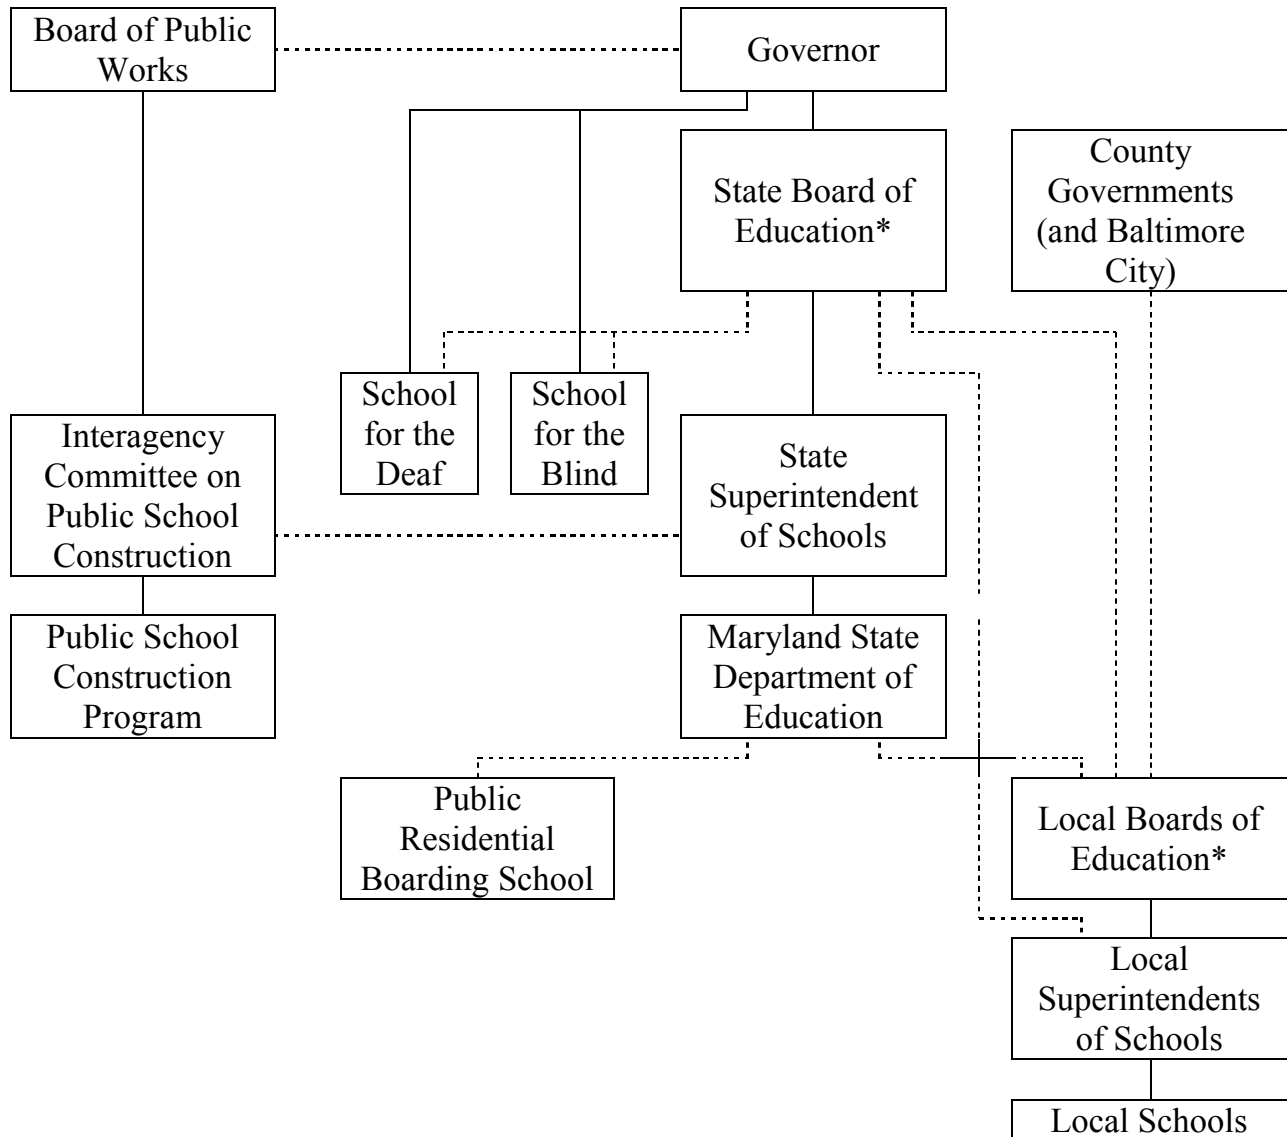 Board of Public
Works
Governor
State Board of
Education*
County
Governments
(and Baltimore
City)
School
for the
Deaf
School
for the
Blind
Interagency
Committee on
Public School
Construction
State
Superintendent
of Schools
Public School
Construction
Program
Maryland State
Department of
Education
Public
Residential
Boarding School
Local Boards of
Education*
Local
Superintendents
of Schools
Local Schools